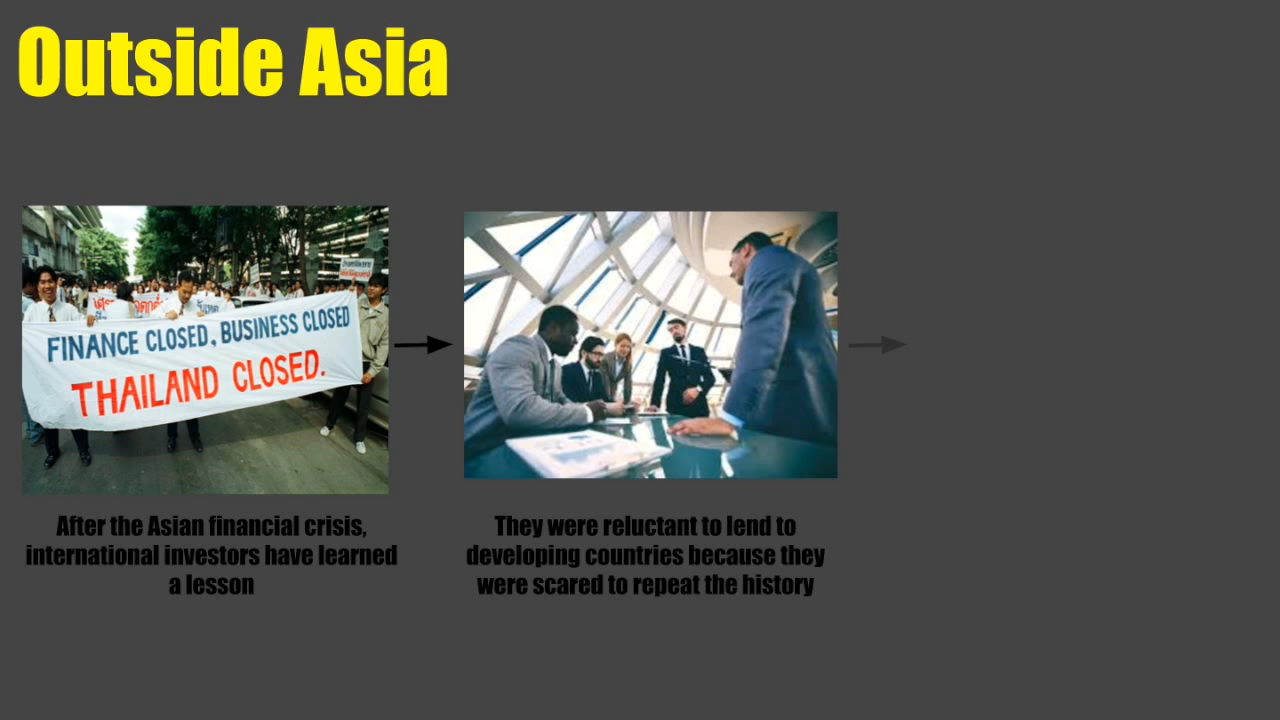 Outside Asia
FINANCE CLOSED, BUSINESS CLOSED
THAILAND CLOSED.
After the Asian financial crisis,
international investors have learned
a lesson
They were reluctant to lend to
developing countries because they
were scared to repeat the history